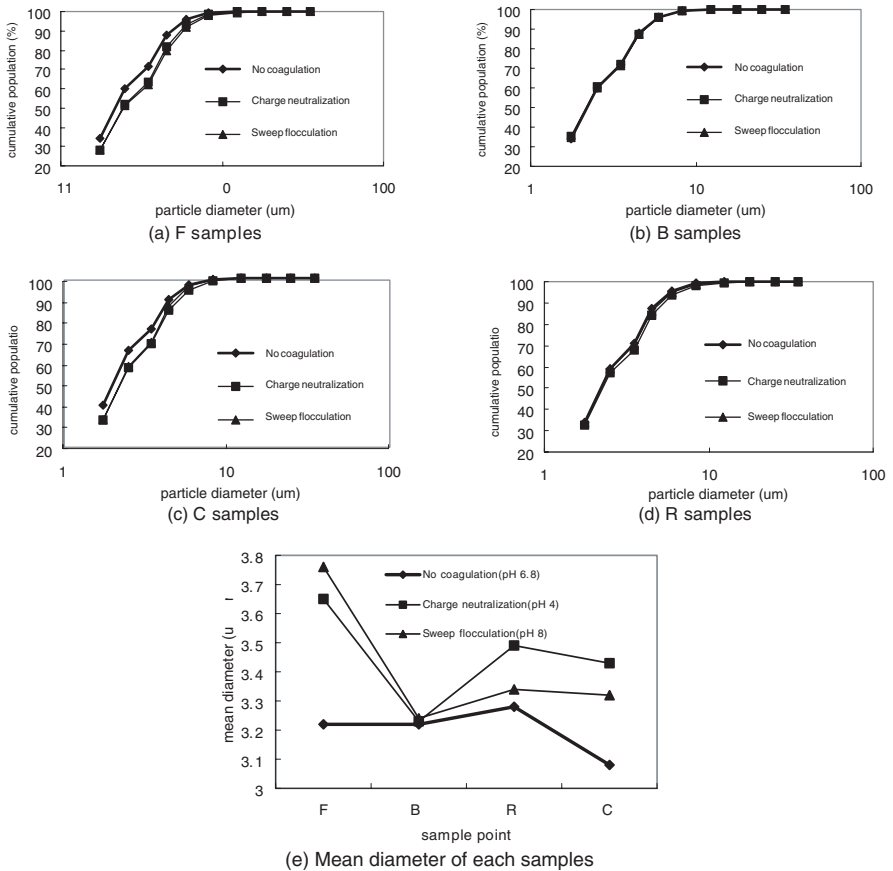 cumulative population (%)
100
90
80
70
60
50
40
30
20
No coagulation
Charge neutralization
Sweep flocculation
11
0
100
particle diameter (um)
(a) F samples
cumulative population (%)
100
90
80
70
60
50
40
30
20
No coagulation
Charge neutralization
Sweep flocculation
1
10
100
particle diameter (um)
(b) B samples
cumulative populatio
100
90
80
70
60
50
40
30
20
No coagulation
Charge neutralization
Sweep flocculation
1
10
100
particle diameter (um)
(c) C samples
cumulative populatio
100
90
80
70
60
50
40
30
20
No coagulation
Charge neutralization
Sweep flocculation
1
10
100
particle diameter (um)
(d) R samples
mean diameter (u
3.8
3.7
3.6
3.5
3.4
3.3
3.2
3.1
3
No coagulation(pH 6.8)
Charge neutralization(pH 4)
Sweep flocculation(pH 8)
F B R C
sample point
(e) Mean diameter of each samples